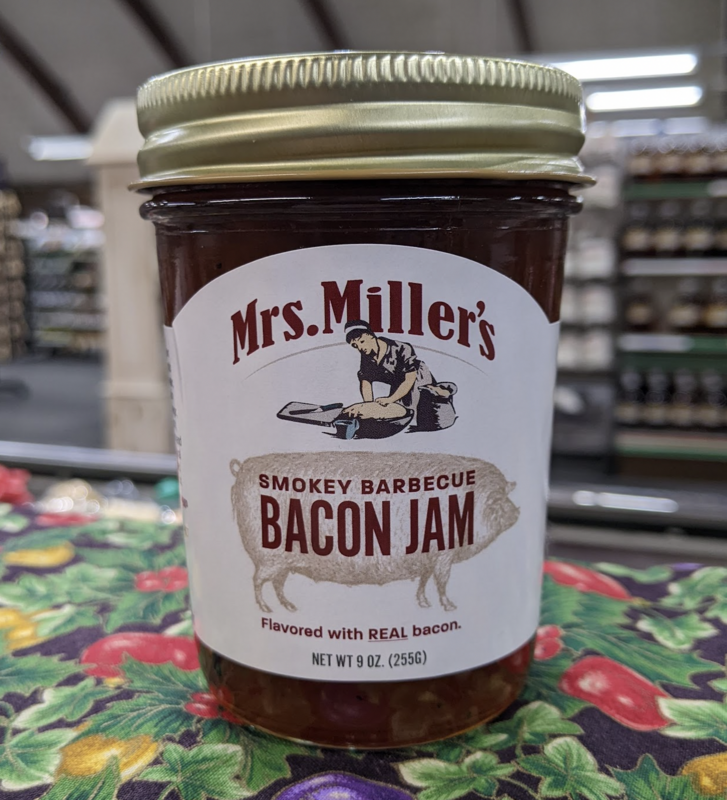 Mrs. Miller's
SMOKEY BARBECUE
BACON JAM
Flavored with REAL bacon.
NET WT 9 OZ. (255G)